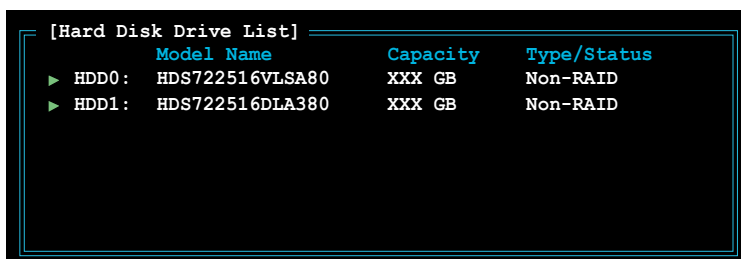 [Hard Disk Drive List]
Model Name Capacity Type/Status
HDD0: HDS722516VLSA80 XXX GB Non-RAID
HDD1: HDS722516DLA380 XXX GB Non-RAID